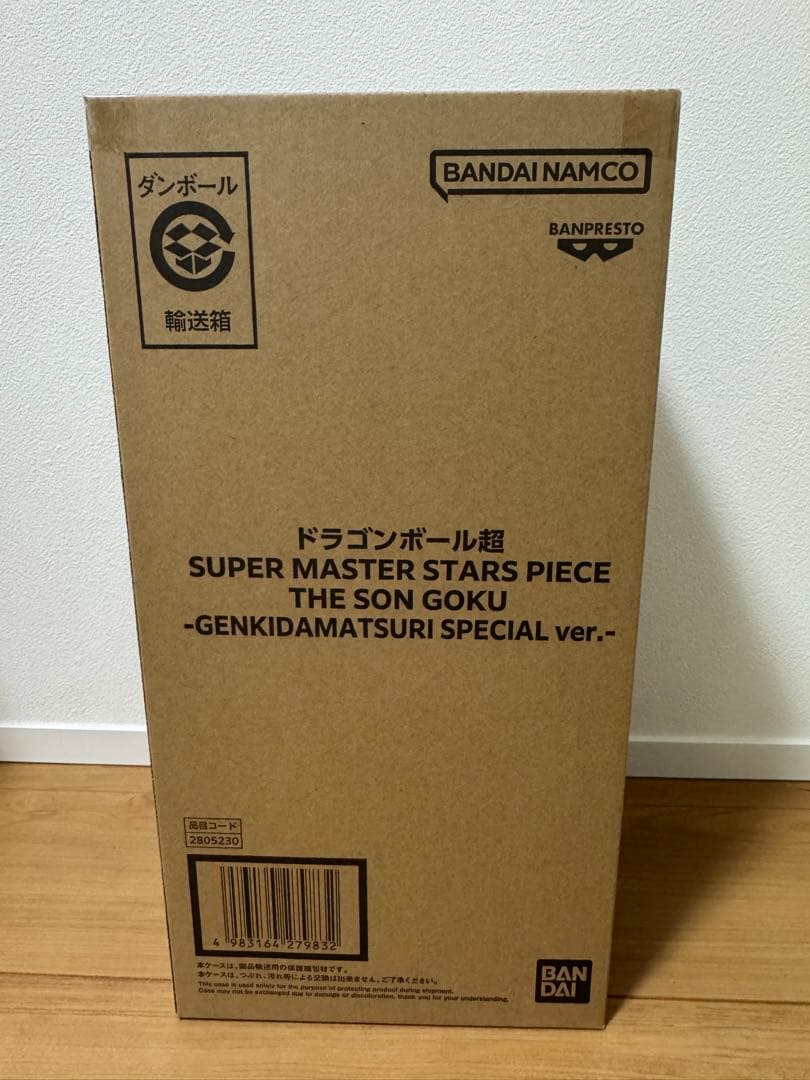 ダンボール
輸送箱
BANDAI NAMCO
BANPRESTO
ドラゴンボール超
SUPER MASTER STARS PIECE
THE SON GOKU
-GENKIDAMATSURI SPECIAL ver.-
品目コード
2805230
4 983164 279832
本ケースは、商品輸送用の保護梱包材です。
本ケースは、つぶれ、汚れ等による交換は出来ません。ご了承ください。
This case is used solely for the purpose of protecting product during shipment.
Case may not be exchanged due to damage or discoloration. thank you for your understanding.
BAN
DAI